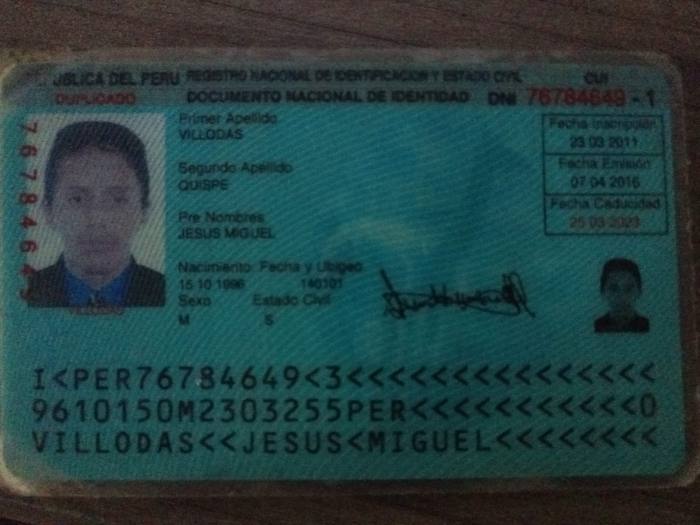 REPÚBLICA DEL PERU REGISTRO NACIONAL DE IDENTIFICACION Y ESTADO CIVIL CUI
DUPLICADO DOCUMENTO NACIONAL DE IDENTIDAD DNI 76784649 - 1
Primer Apellido
VILLODAS
Segundo Apellido
QUISPE
Pre Nombres
JESUS MIGUEL
Nacimiento: Fecha y Ubigeo
15 10 1996 140101
Sexo Estado Civil
M S
Fecha Inscripción
23 03 2011
Fecha Emisión
07 04 2016
Fecha Caducidad
25 03 2023
76784649
I<PER76784649<3<<<<<<<<<<<<<<<
9610150M2303255PER<<<<<<<<<<<0
VILLODAS<<JESUS<MIGUEL<<<<<<<<